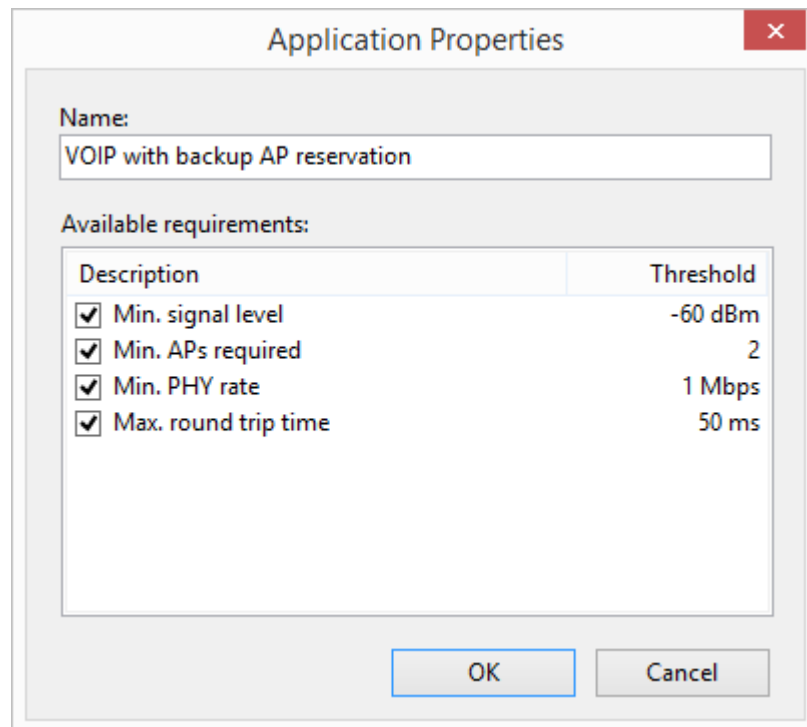 Application Properties
Name:
VOIP with backup AP reservation
Available requirements:
Description Threshold
Min. signal level -60 dBm
Min. APs required 2
Min. PHY rate 1 Mbps
Max. round trip time 50 ms
OK Cancel